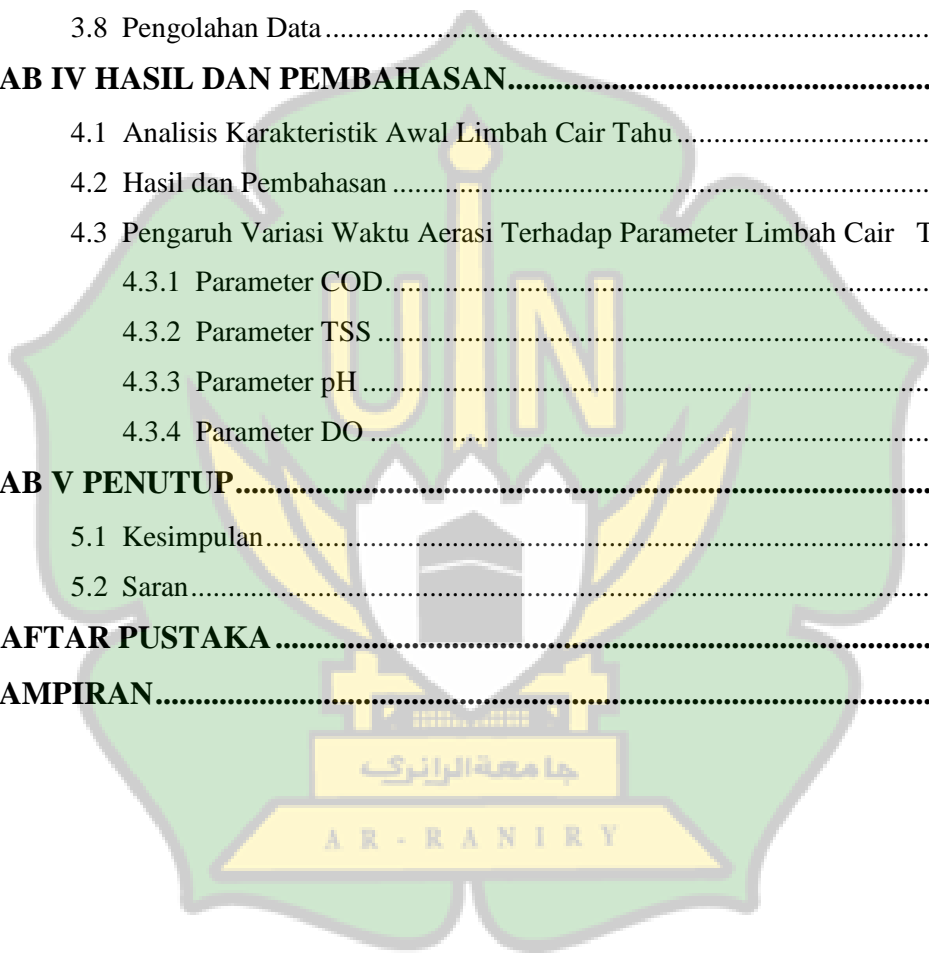 3.8 Pengolahan Data........................................................................
AB IV HASIL DAN PEMBAHASAN..................................................
4.1 Analisis Karakteristik Awal Limbah Cair Tahu..............................
4.2 Hasil dan Pembahasan..................................................................
4.3 Pengaruh Variasi Waktu Aerasi Terhadap Parameter Limbah Cair T
4.3.1 Parameter COD.................................................................
4.3.2 Parameter TSS..................................................................
4.3.3 Parameter pH....................................................................
4.3.4 Parameter DO...................................................................
AB V PENUTUP..............................................................................
5.1 Kesimpulan..................................................................................
5.2 Saran...........................................................................................
AFTAR PUSTAKA.........................................................................
AMPIRAN......................................................................................
UIN
جامعة الرانري
AR-RANIRY